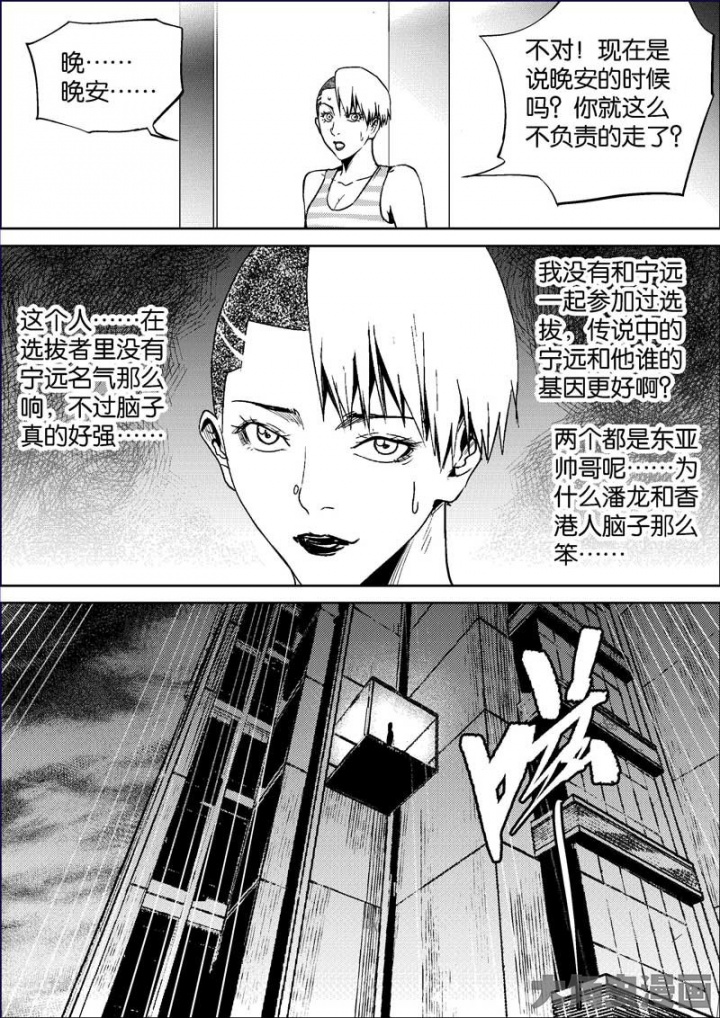 晚……
晚安……
不对！现在是
说晚安的时候
吗？你就这么
不负责的走了？
这个人……在
选拔者里没有
宁远名气那么
响，不过脑子
真的好强……
我没有和宁远
一起参加过选
拔，传说中的
宁远和他谁的
基因更好啊？
两个都是东亚
帅哥呢……为
什么潘龙和香
港人脑子那么
笨……
漫画